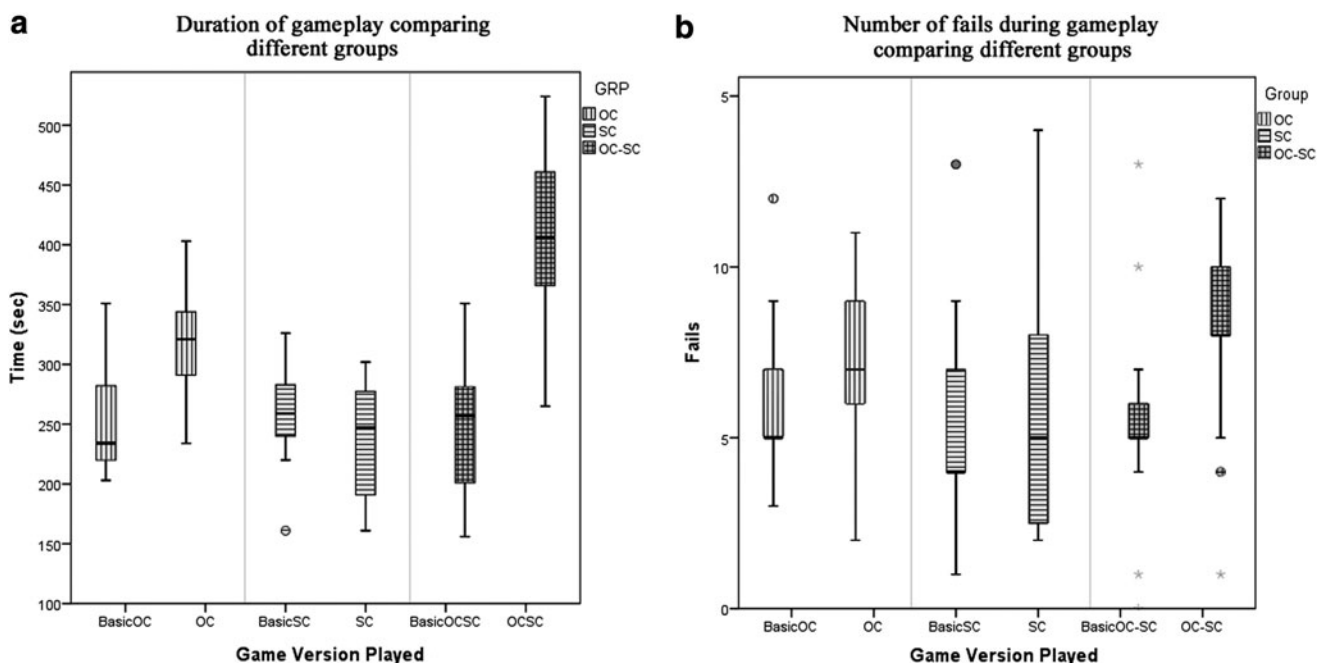 a
Duration of gameplay comparing
different groups
Time (sec)
500
450
400
350
300
250
200
150
100
GRP
OC
SC
OC-SC
BasicOC OC BasicSC SC BasicOCSC OCSC
Game Version Played
b
Number of fails during gameplay
comparing different groups
Fails
5
10
5
0
Group
OC
SC
OC-SC
BasicOC OC BasicSC SC BasicOC-SC OC-SC
Game Version Played